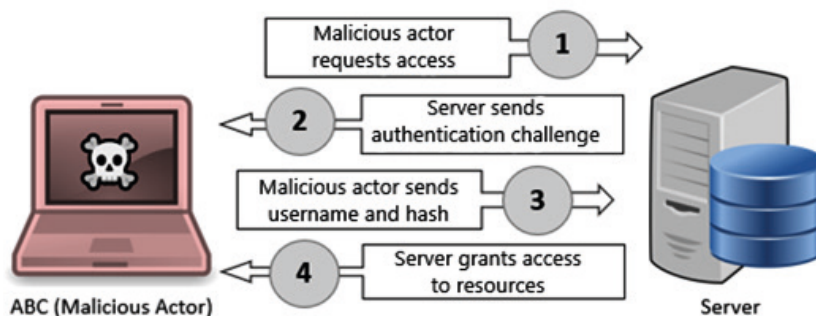 Malicious actor
requests access
1
2
Server sends
authentication challenge
Malicious actor sends
username and hash
3
4
Server grants access
to resources
ABC (Malicious Actor)
Server